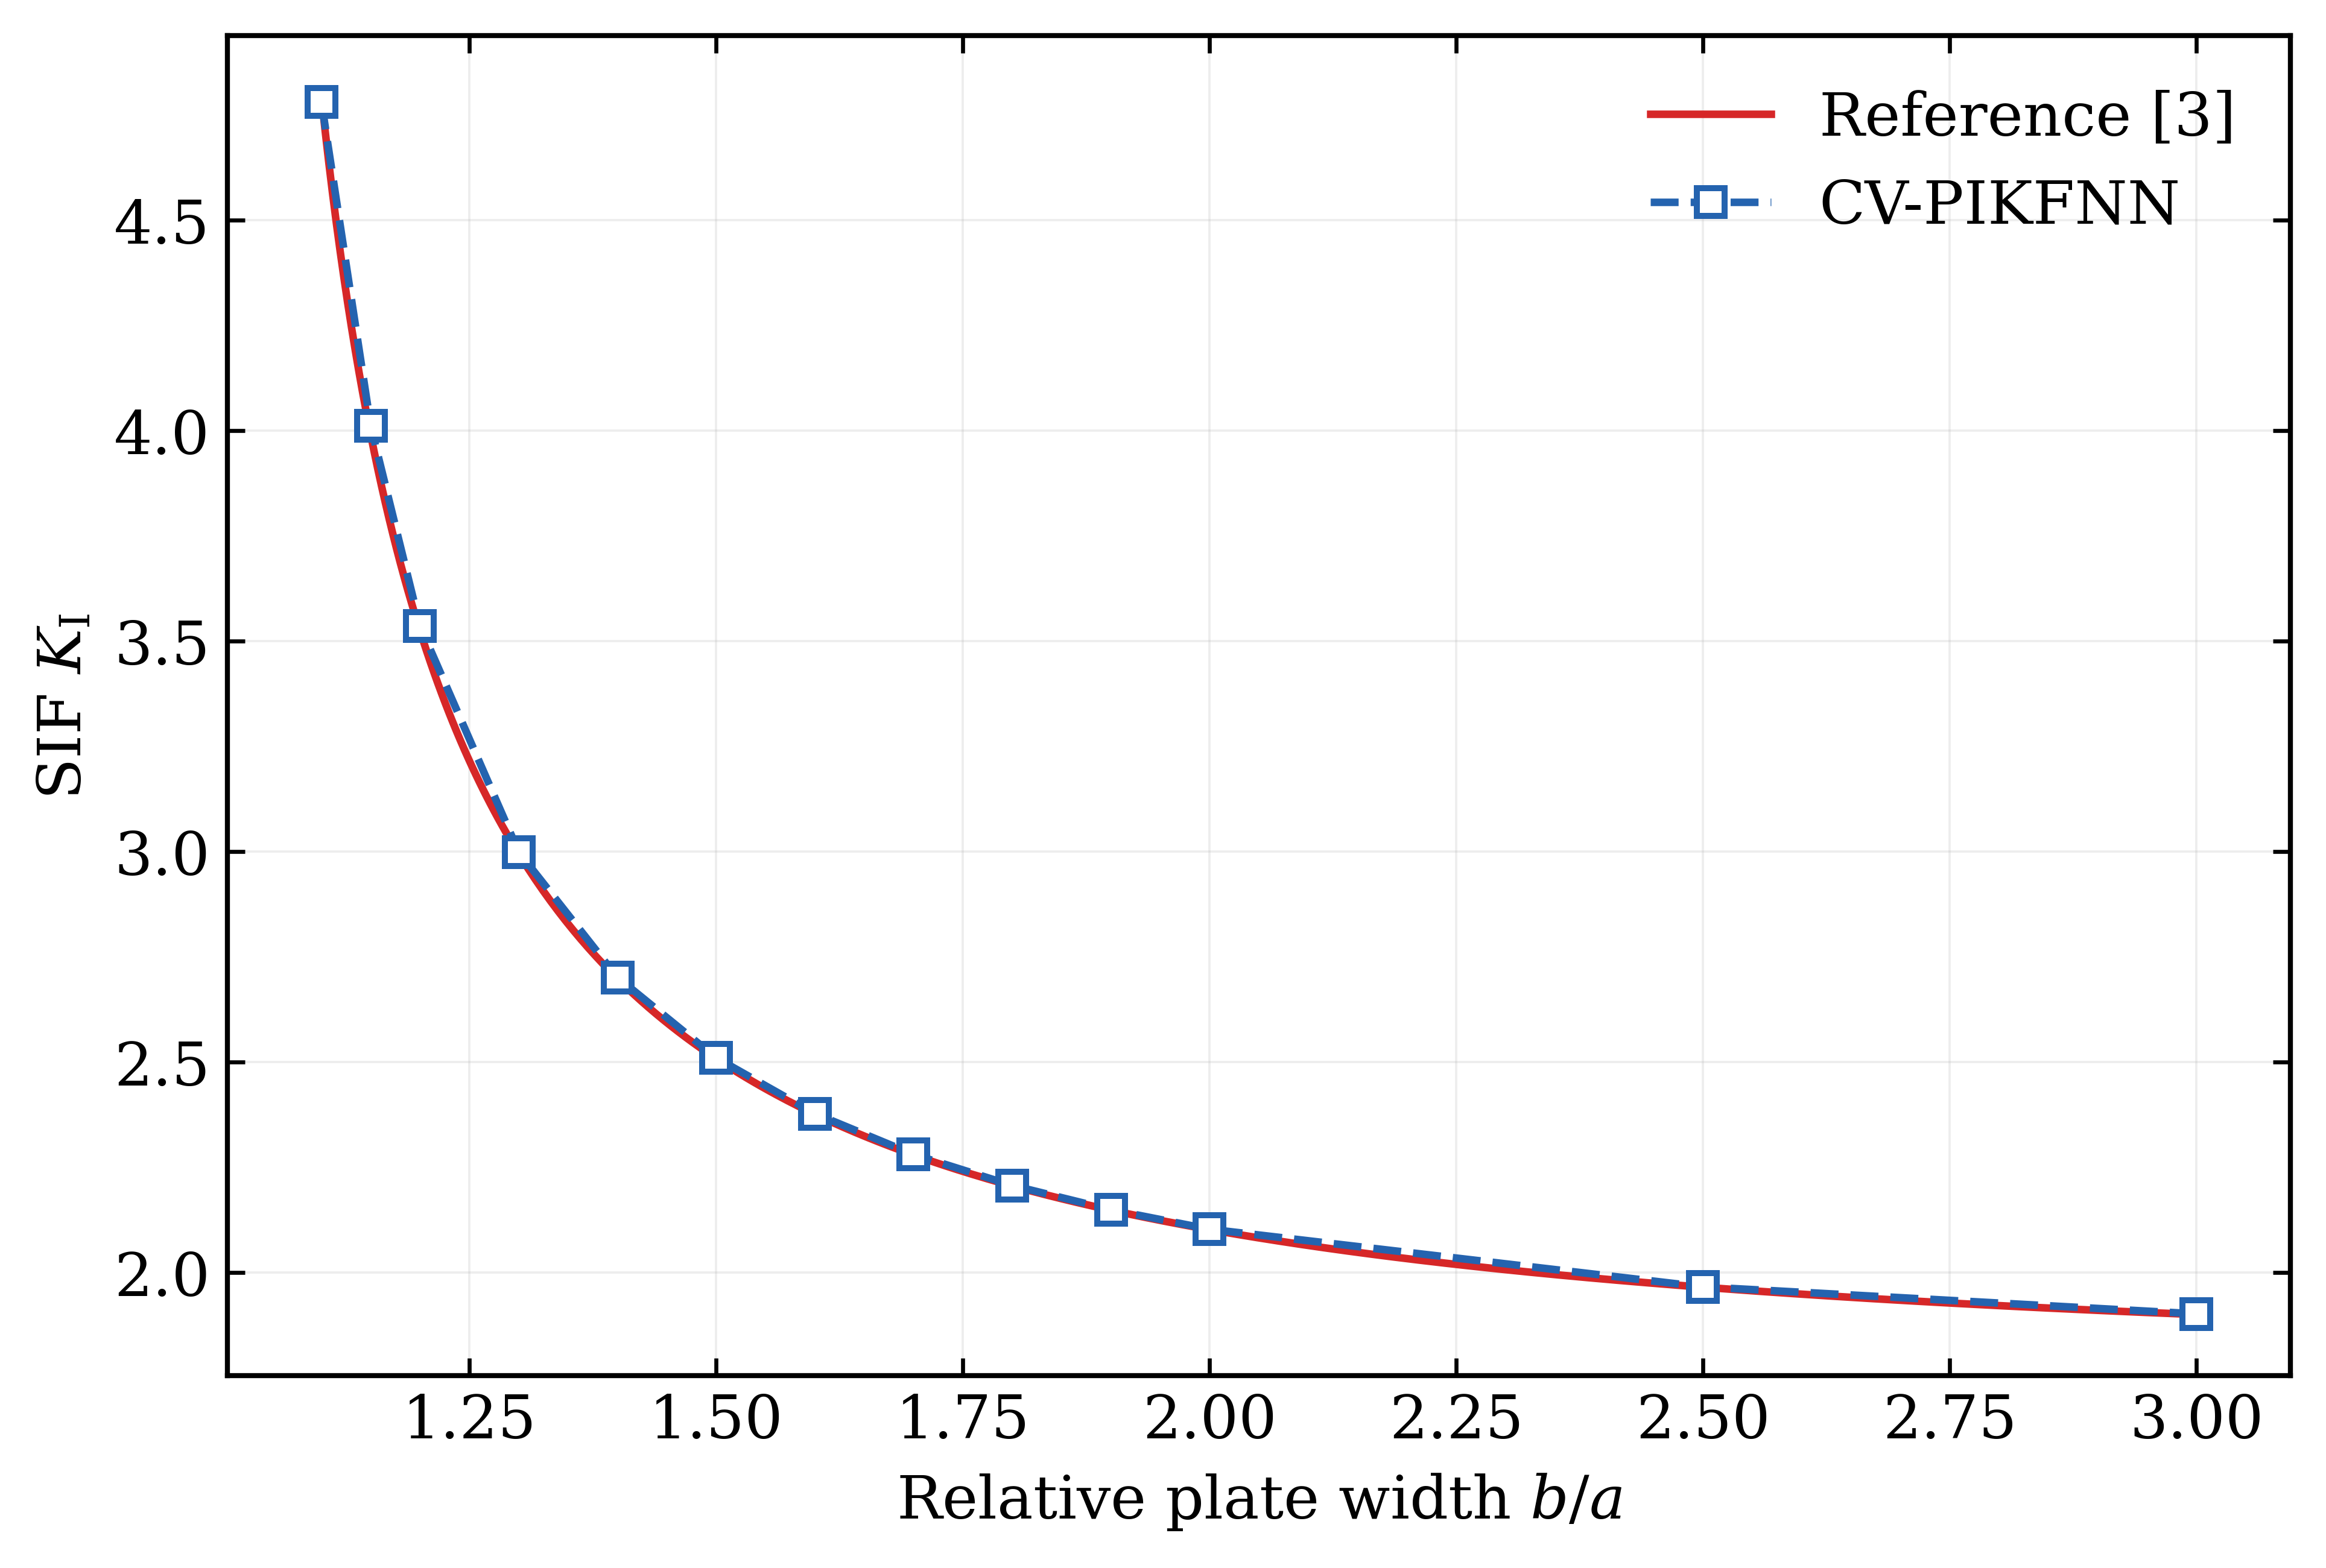 Reference [3]
CV-PIKFNN
4.5
4.0
3.5
3.0
2.5
2.0
SIF K_I
1.25 1.50 1.75 2.00 2.25 2.50 2.75 3.00
Relative plate width b/a